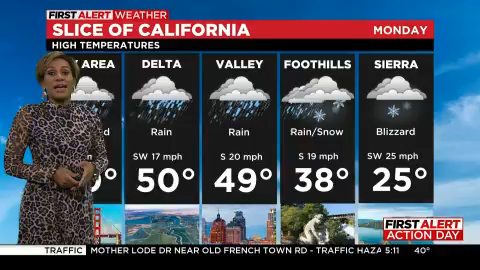 FIRST ALERT WEATHER
SLICE OF CALIFORNIA
MONDAY
HIGH TEMPERATURES
AREA DELTA VALLEY FOOTHILLS SIERRA
Rain Rain Rain/Snow Blizzard
SW 17 mph S 20 mph S 19 mph SW 25 mph
50° 49° 38° 25°
FIRST ALERT
ACTION DAY
TRAFFIC MOTHER LODE DR NEAR OLD FRENCH TOWN RD - TRAFFIC HAZA 5:11 40°